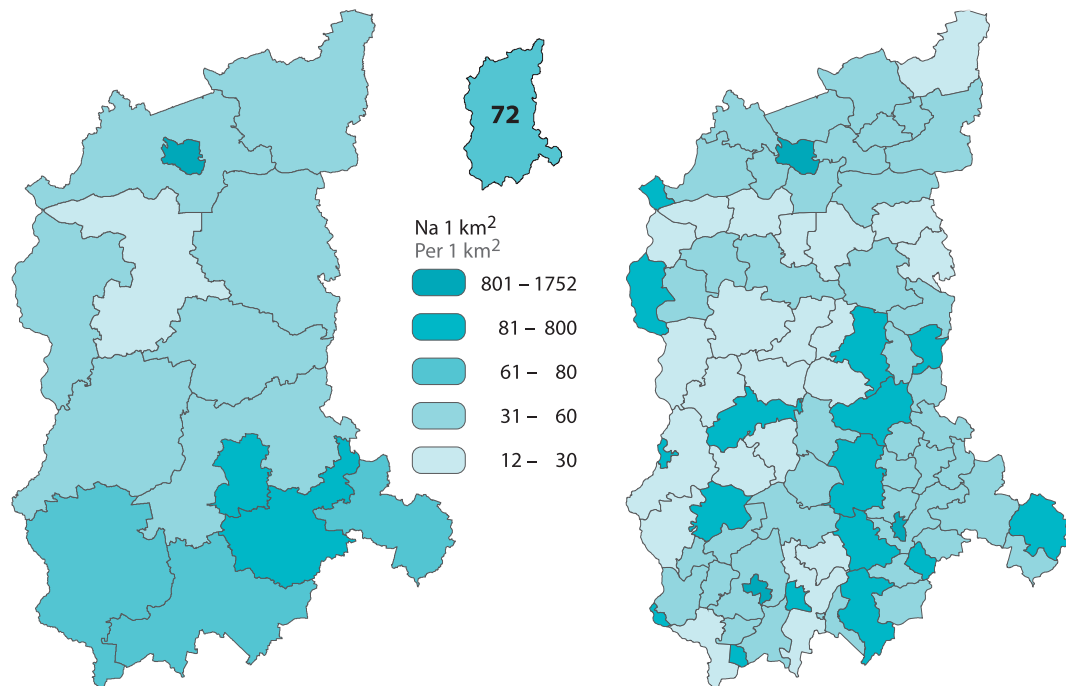 72
Na 1 km²
Per 1 km²
801 – 1752
81 – 800
61 – 80
31 – 60
12 – 30